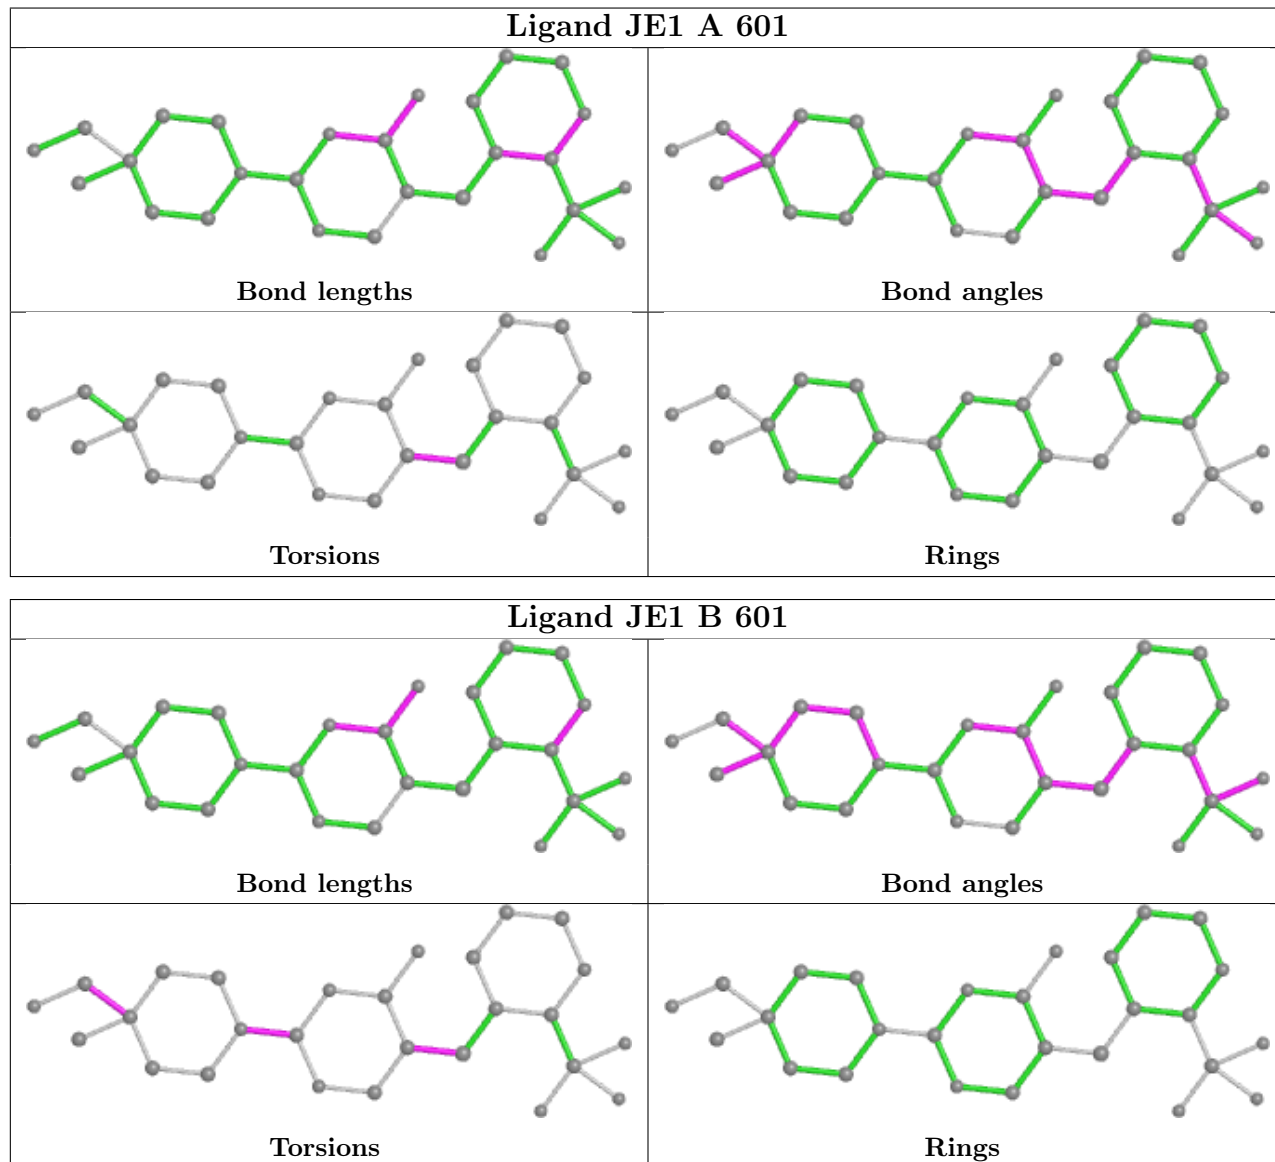 Ligand JE1 A 601
Bond lengths
Bond angles
Torsions
Rings
Ligand JE1 B 601
Bond lengths
Bond angles
Torsions
Rings